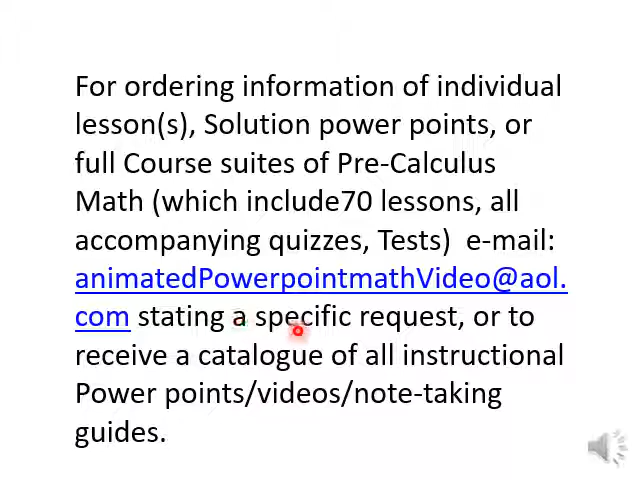 For ordering information of individual
lesson(s), Solution power points, or
full Course suites of Pre-Calculus
Math (which include70 lessons, all
accompanying quizzes, Tests)  e-mail:
animatedPowerpointmathVideo@aol.
com stating a specific request, or to
receive a catalogue of all instructional
Power points/videos/note-taking
guides.